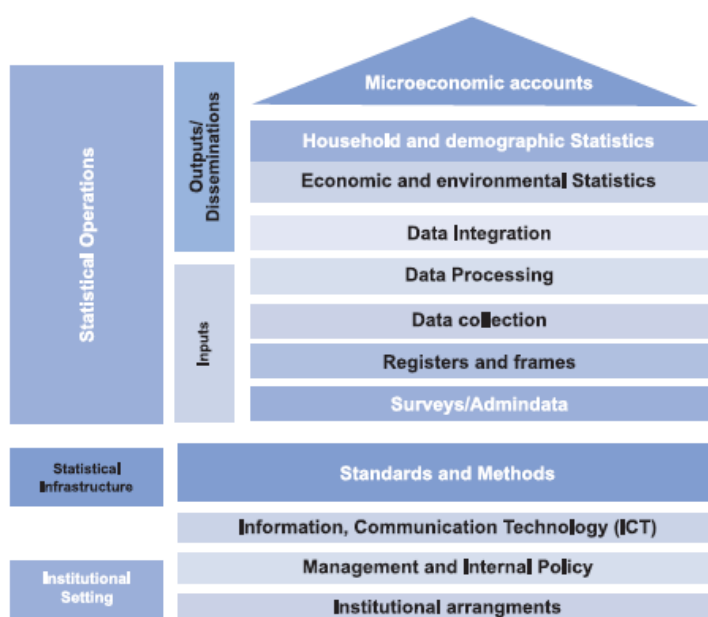 Microeconomic accounts
Statistical Operations
Outputs/
Disseminations
Household and demographic Statistics
Economic and environmental Statistics
Data Integration
Inputs
Data Processing
Data collection
Registers and frames
Surveys/Admindata
Statistical
Infrastructure
Standards and Methods
Information, Communication Technology (ICT)
Institutional
Setting
Management and Internal Policy
Institutional arrangments